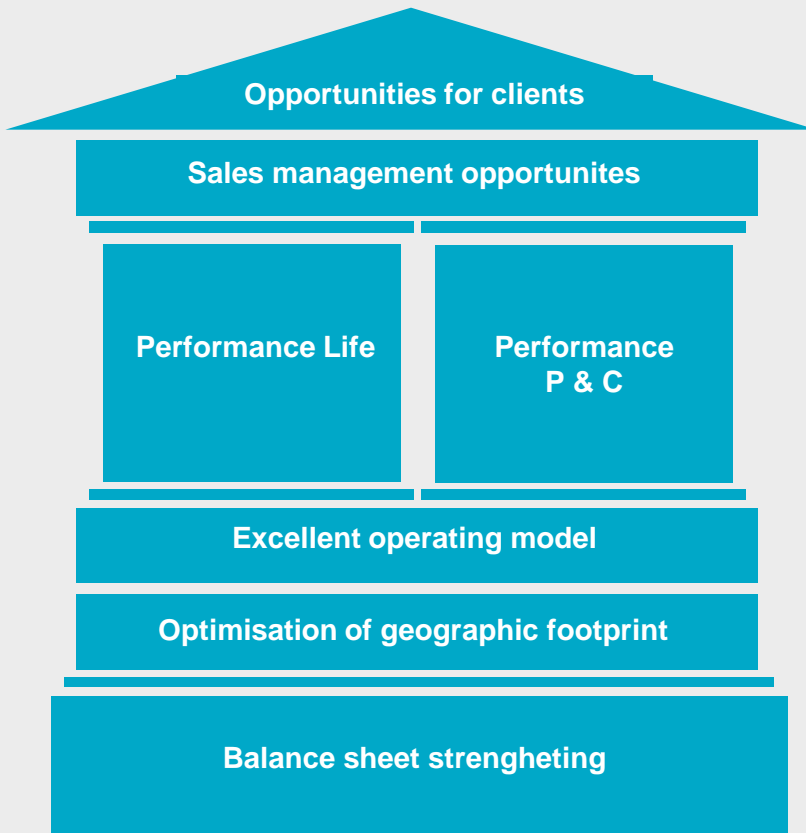 Opportunities for clients
Sales management opportunites
Performance Life
Performance
P & C
Excellent operating model
Optimisation of geographic footprint
Balance sheet strengheting